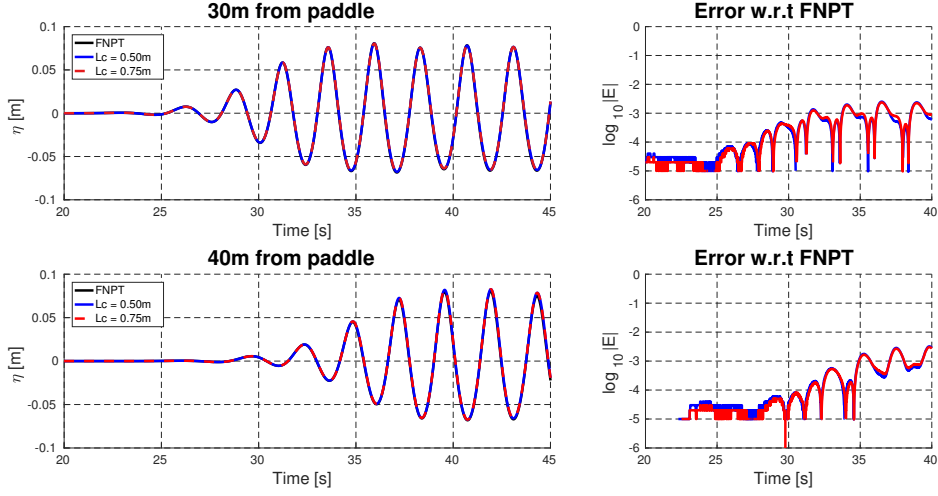 30m from paddle
0.1
0.05
0
-0.05
-0.1
η [m]
FNPT
Lc = 0.50m
Lc = 0.75m
20 25 30 35 40 45
Time [s]
Error w.r.t FNPT
0
-1
-2
-3
-4
-5
-6
log 10|E|
20 25 30 35 40
Time [s]
40m from paddle
0.1
0.05
0
-0.05
-0.1
η [m]
FNPT
Lc = 0.50m
Lc = 0.75m
20 25 30 35 40 45
Time [s]
Error w.r.t FNPT
0
-1
-2
-3
-4
-5
-6
log 10|E|
20 25 30 35 40
Time [s]